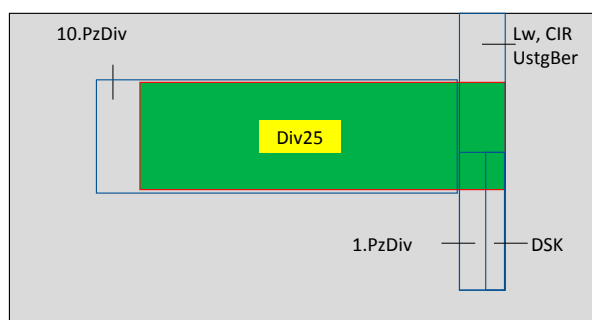 10.PzDiv
Lw, CIR
UstgBer
Div25
1.PzDiv
DSK